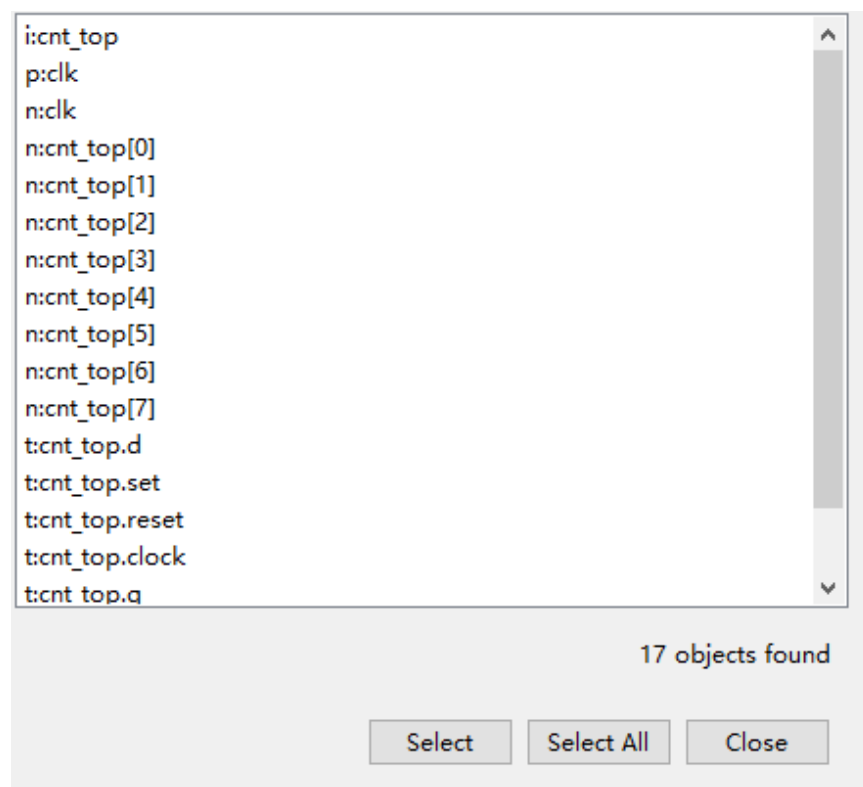 i:cnt_top
p:clk
n:clk
n:cnt_top[0]
n:cnt_top[1]
n:cnt_top[2]
n:cnt_top[3]
n:cnt_top[4]
n:cnt_top[5]
n:cnt_top[6]
n:cnt_top[7]
t:cnt_top.d
t:cnt_top.set
t:cnt_top.reset
t:cnt_top.clock
t:cnt_top.q
17 objects found
Select Select All Close